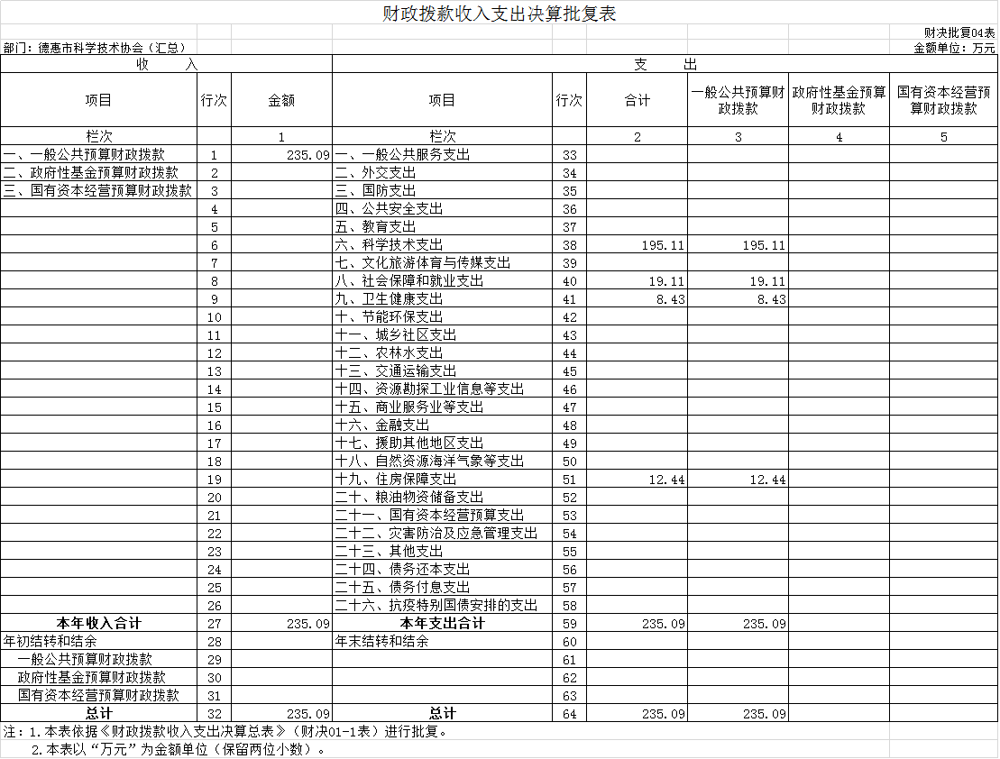 财政拨款收入支出决算批复表
财决批复04表
部门：德惠市科学技术协会（汇总） 金额单位：万元
收 入 支 出
项目 行次 金额 项目 行次 合计 一般公共预算财政拨款 政府性基金预算财政拨款 国有资本经营预算财政拨款
栏次 1 栏次 2 3 4 5
一、一般公共预算财政拨款 1 235.09 一、一般公共服务支出 33
二、政府性基金预算财政拨款 2 二、外交支出 34
三、国有资本经营预算财政拨款 3 三、国防支出 35
4 四、公共安全支出 36
5 五、教育支出 37
6 六、科学技术支出 38 195.11 195.11
7 七、文化旅游体育与传媒支出 39
8 八、社会保障和就业支出 40 19.11 19.11
9 九、卫生健康支出 41 8.43 8.43
10 十、节能环保支出 42
11 十一、城乡社区支出 43
12 十二、农林水支出 44
13 十三、交通运输支出 45
14 十四、资源勘探工业信息等支出 46
15 十五、商业服务业等支出 47
16 十六、金融支出 48
17 十七、援助其他地区支出 49
18 十八、自然资源海洋气象等支出 50
19 十九、住房保障支出 51 12.44 12.44
20 二十、粮油物资储备支出 52
21 二十一、国有资本经营预算支出 53
22 二十二、灾害防治及应急管理支出 54
23 二十三、其他支出 55
24 二十四、债务还本支出 56
25 二十五、债务付息支出 57
26 二十六、抗疫特别国债安排的支出 58
本年收入合计 27 235.09 本年支出合计 59 235.09 235.09
年初结转和结余 28 年末结转和结余 60
一般公共预算财政拨款 29 61
政府性基金预算财政拨款 30 62
国有资本经营预算财政拨款 31 63
总计 32 235.09 总计 64 235.09 235.09
注：1.本表依据《财政拨款收入支出决算总表》（财决01-1表）进行批复。
2.本表以“万元”为金额单位（保留两位小数）。